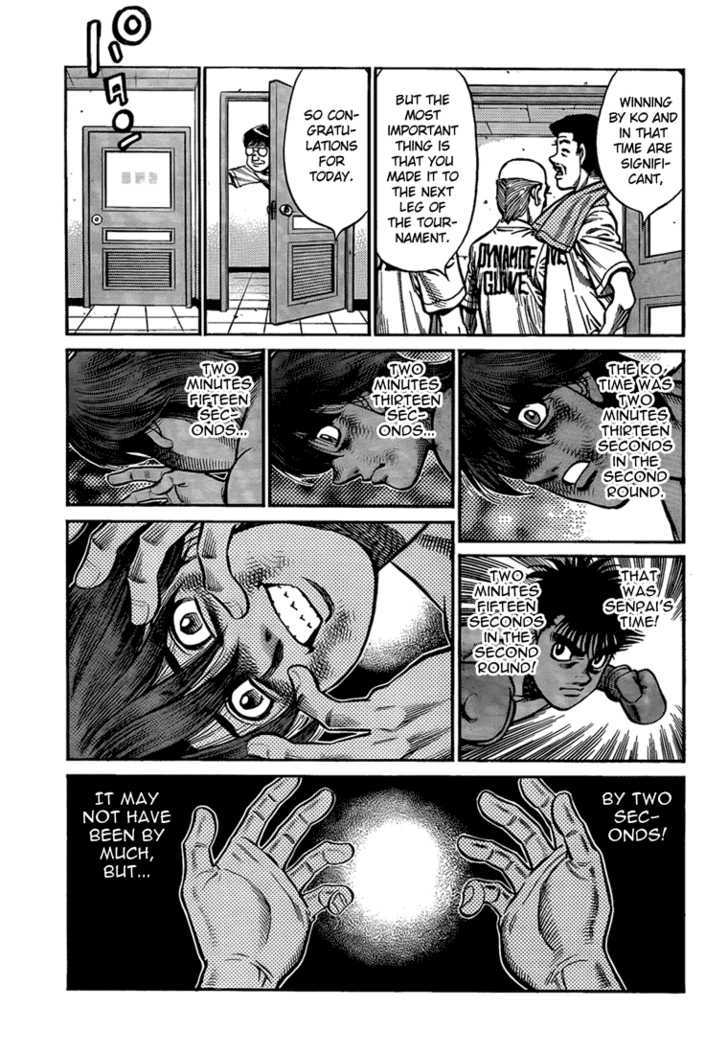 WINNING
BY KO AND
IN THAT
TIME ARE
SIGNIFI-
CANT,
BUT THE
MOST
IMPORTANT
THING IS
THAT YOU
MADE IT TO
THE NEXT
LEG OF
THE TOUR-
NAMENT.
DYNAMITE
GLOVE
SO CON-
GRATU-
LATIONS
FOR
TODAY.
パタン
THE KO
TIME WAS
TWO
MINUTES
THIRTEEN
SECONDS
IN THE
SECOND
ROUND.
TWO
MINUTES
THIRTEEN
SEC-
ONDS...
TWO
MINUTES
FIFTEEN
SEC-
ONDS...
THAT
WAS
SENPAI'S
TIME!
TWO
MINUTES
FIFTEEN
SECONDS
IN THE
SECOND
ROUND!
BY TWO
SEC-
ONDS!
IT MAY
NOT HAVE
BEEN BY
MUCH,
BUT...